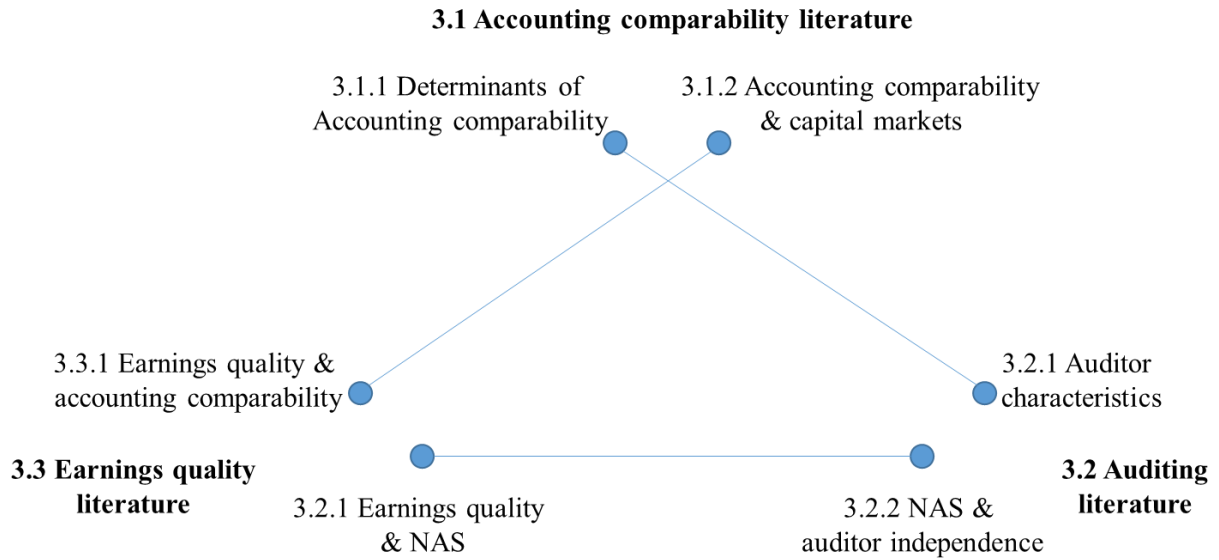 3.1 Accounting comparability literature
3.1.1 Determinants of
Accounting comparability
3.1.2 Accounting comparability
& capital markets
3.3.1 Earnings quality &
accounting comparability
3.2.1 Auditor
characteristics
3.3 Earnings quality
literature
3.2 Auditing
literature
3.2.1 Earnings quality
& NAS
3.2.2 NAS &
auditor independence